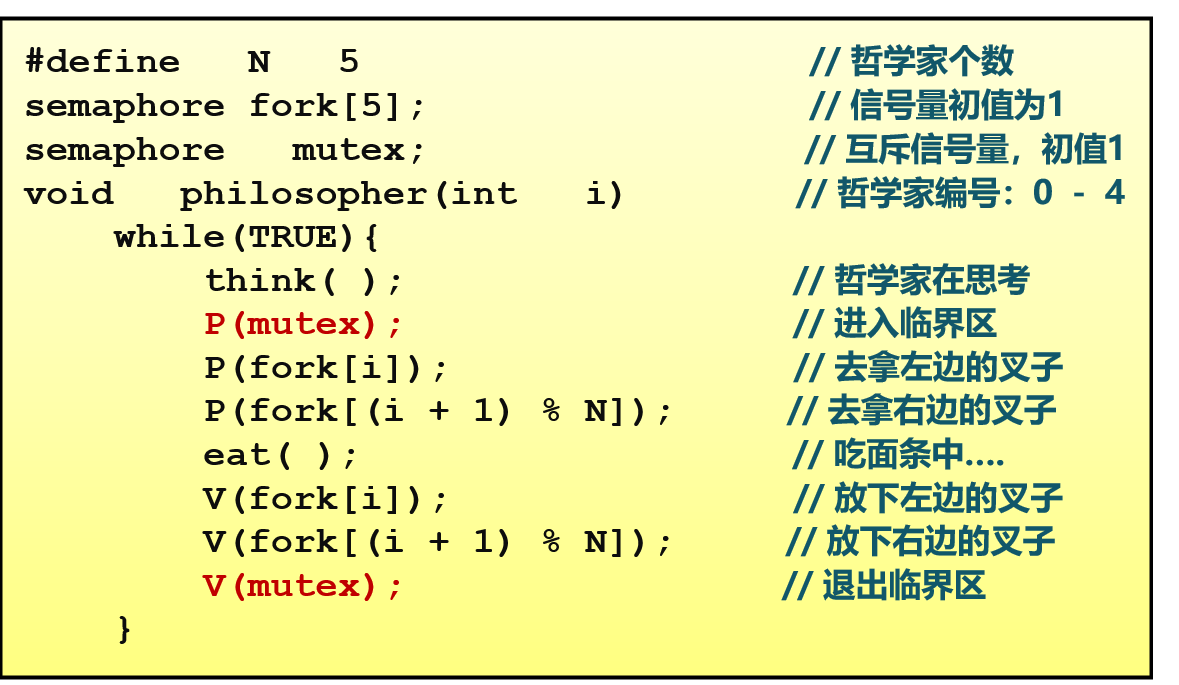 #define   N   5    // 哲学家个数
semaphore fork[5];    // 信号量初值为1
semaphore   mutex;    // 互斥信号量，初值1
void   philosopher(int   i)    // 哲学家编号：0 - 4
while(TRUE){
think( );    // 哲学家在思考
P(mutex);    // 进入临界区
P(fork[i]);    // 去拿左边的叉子
P(fork[(i + 1) % N]);    // 去拿右边的叉子
eat( );    // 吃面条中….
V(fork[i]);    // 放下左边的叉子
V(fork[(i + 1) % N]);    // 放下右边的叉子
V(mutex);    // 退出临界区
}